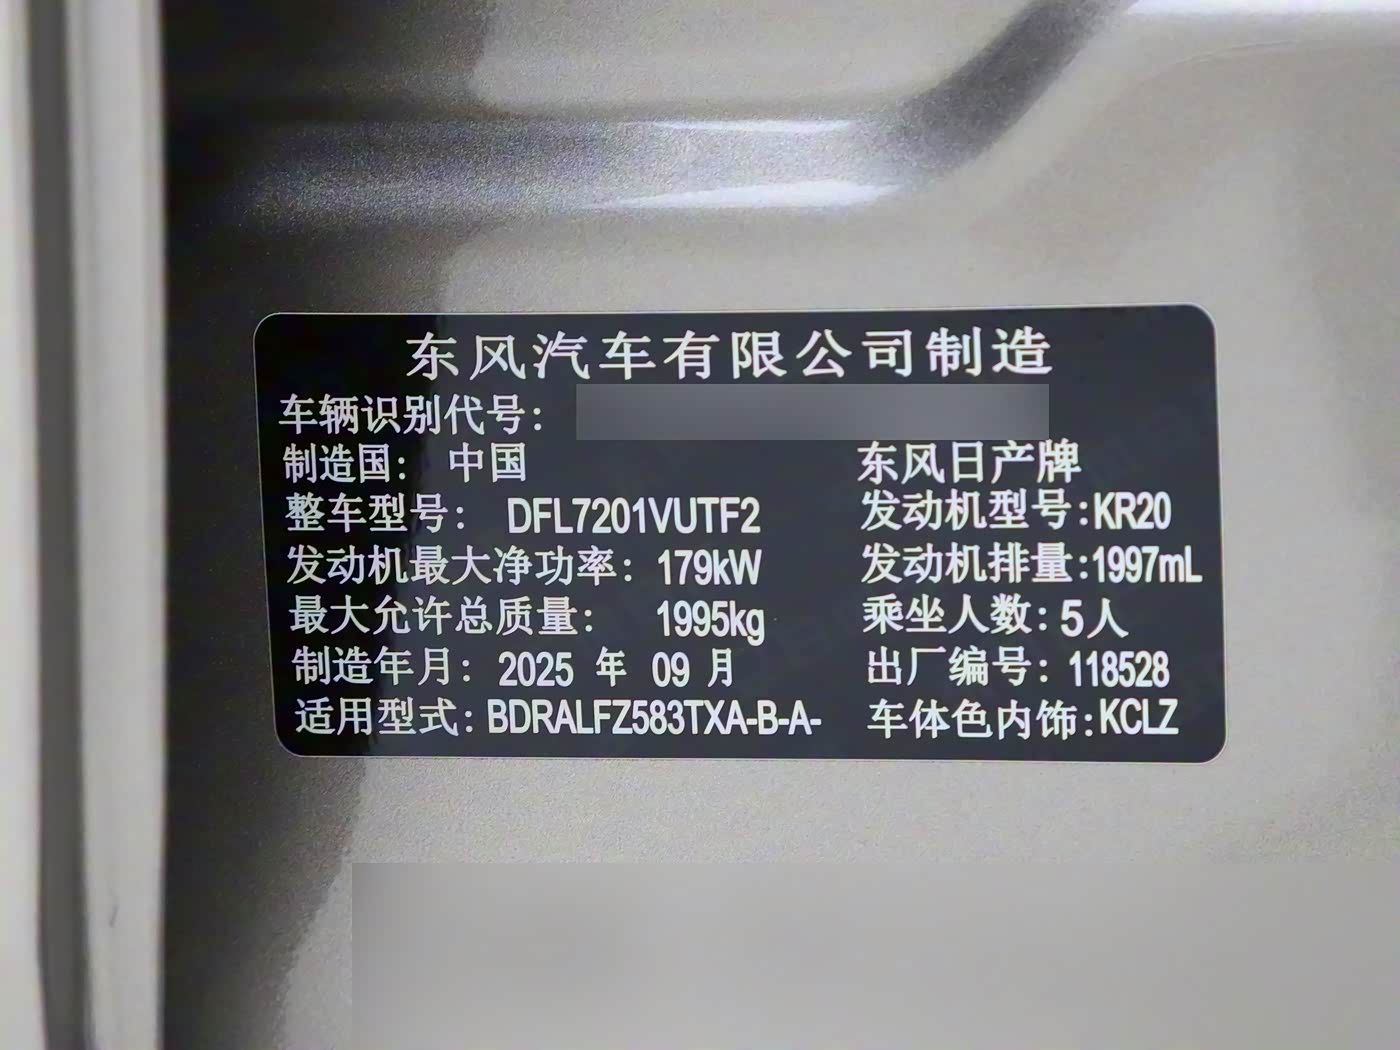 东风汽车有限公司制造
车辆识别代号：
制造国： 中国 东风日产牌
整车型号： DFL7201VUTF2 发动机型号:KR20
发动机最大净功率： 179kW 发动机排量:1997mL
最大允许总质量： 1995kg 乘坐人数: 5人
制造年月： 2025 年 09 月 出厂编号: 118528
适用型式: BDRALFZ583TXA-B-A- 车体色内饰:KCLZ